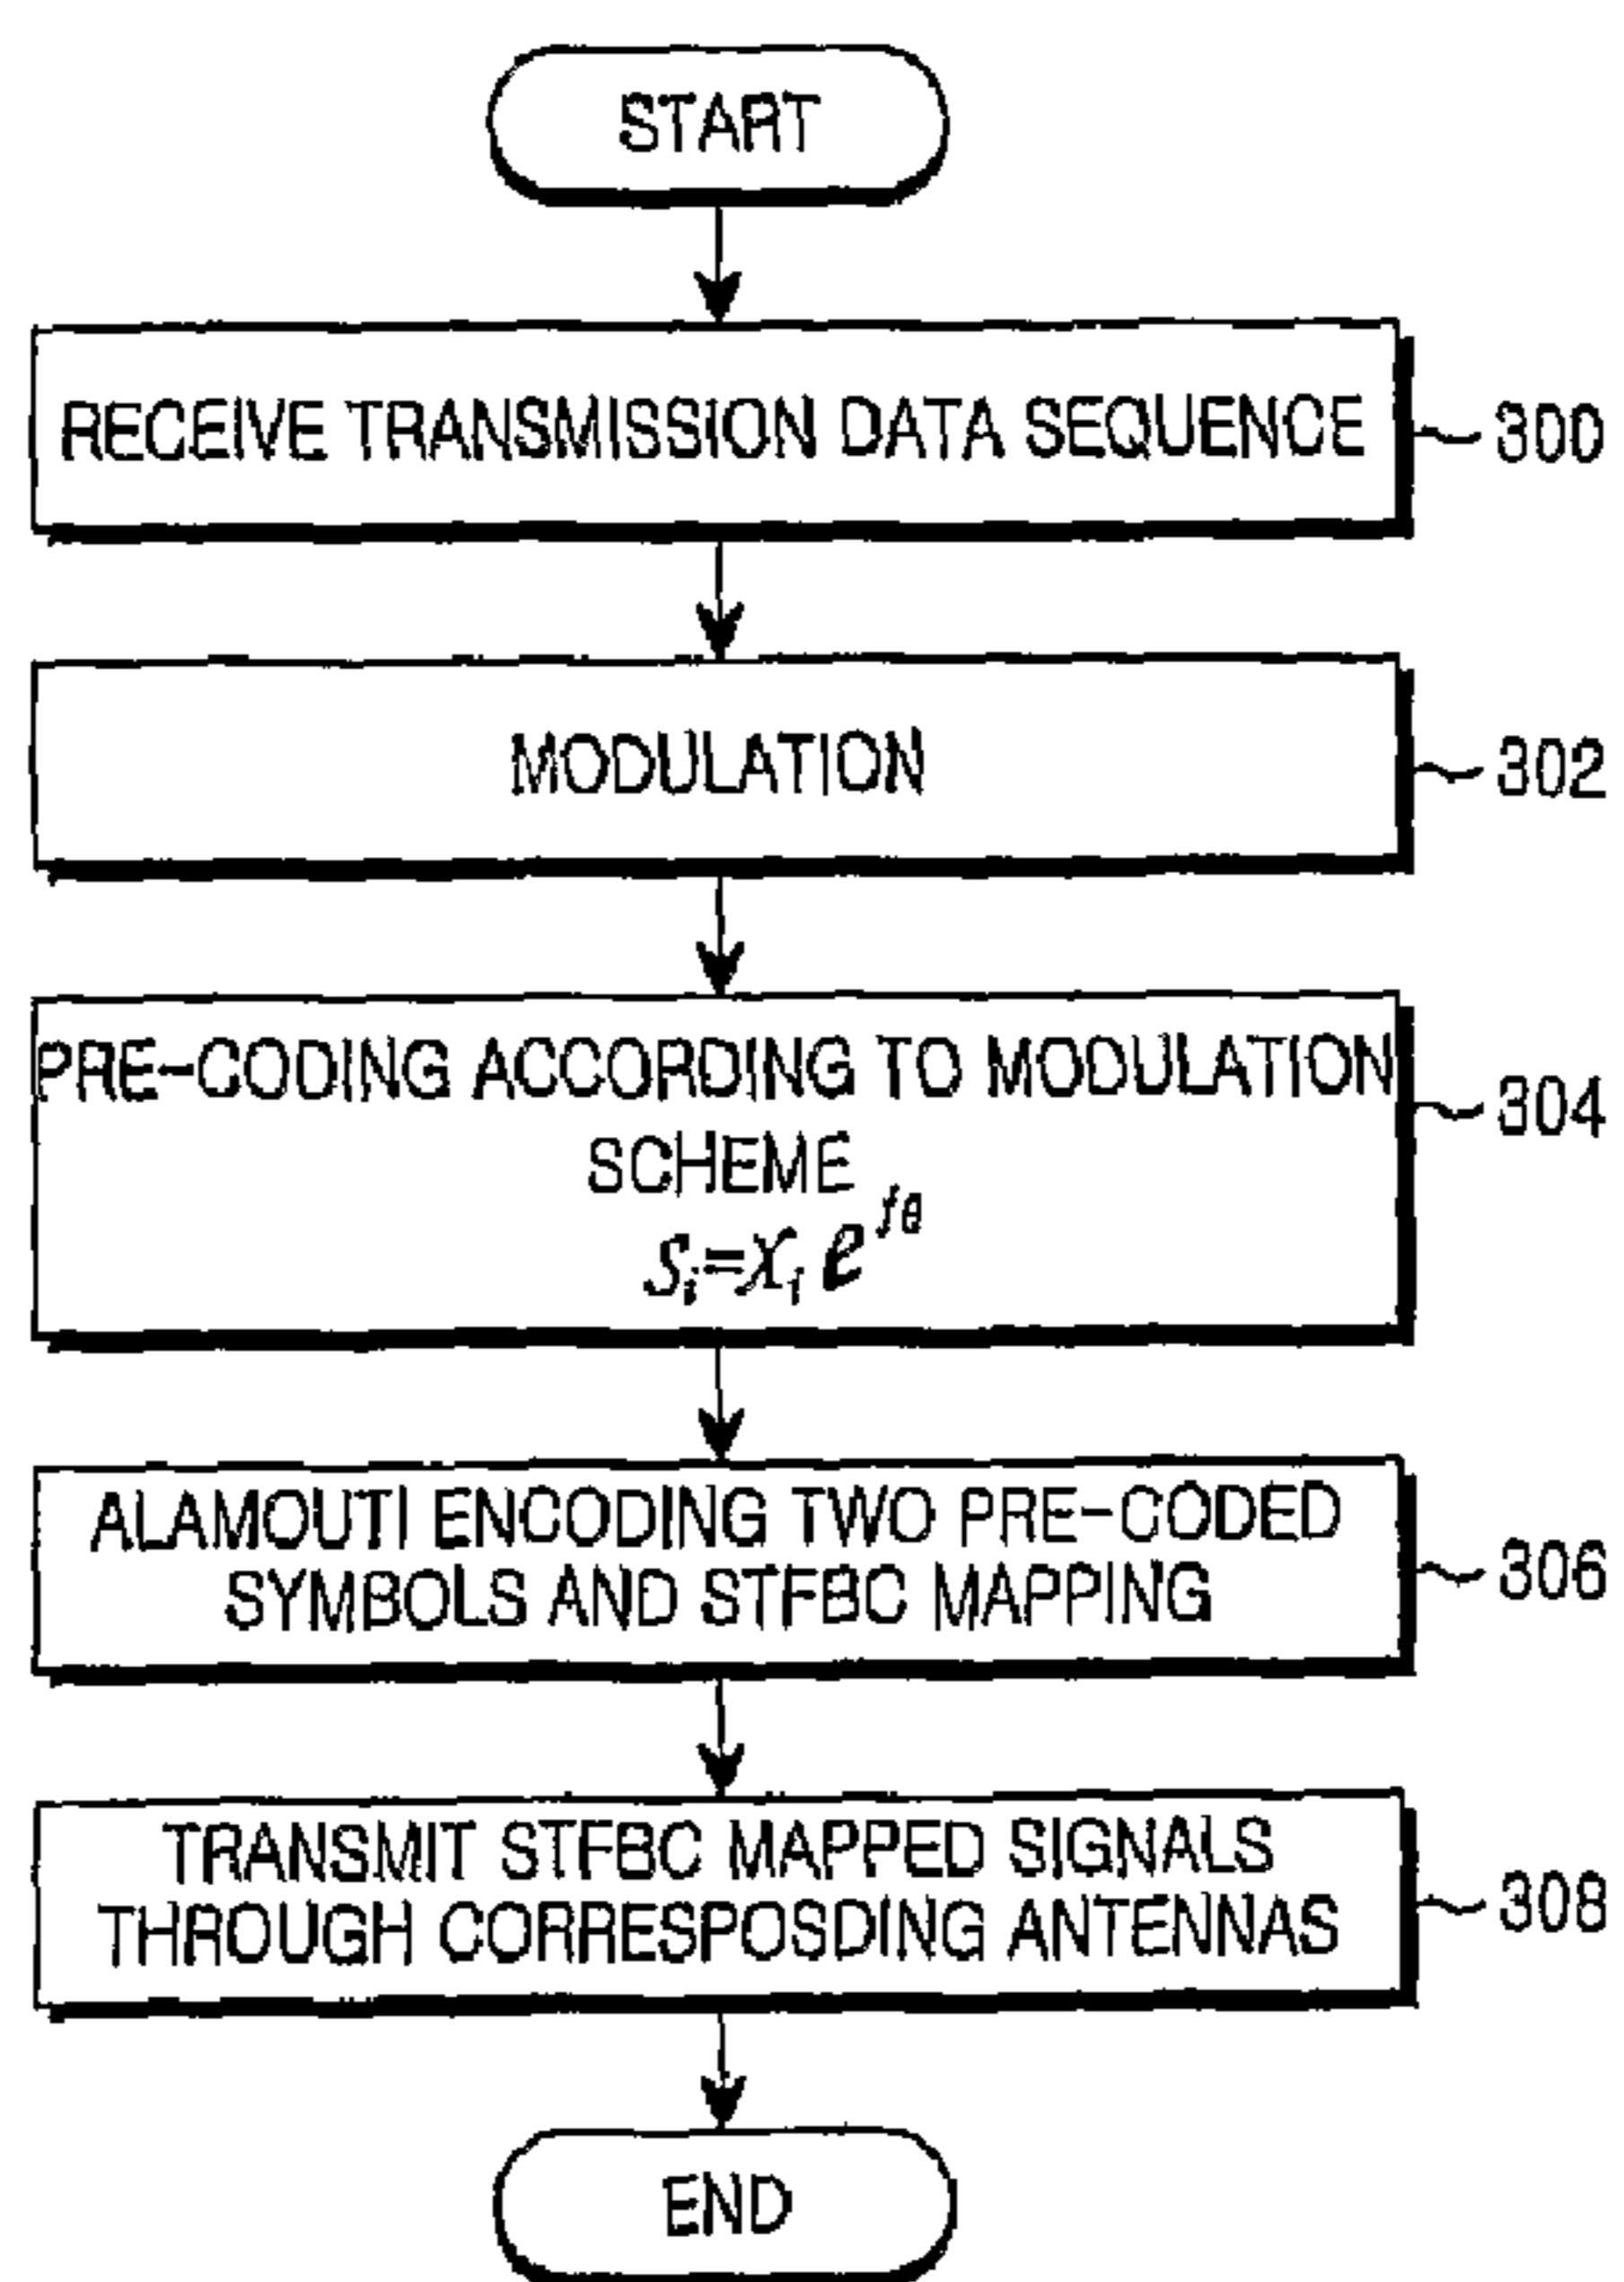 START
RECEIVE TRANSMISSION DATA SEQUENCE
300
MODULATION
302
PRE-CODING ACCORDING TO MODULATION
304
SCHEME
s_i=x_i e^{jθ}
ALAMOUTI ENCODING TWO PRE-CODED
SYMBOLS AND STFBC MAPPING
306
TRANSMIT STFBC MAPPED SIGNALS
THROUGH CORRESPOSDING ANTENNAS
308
END